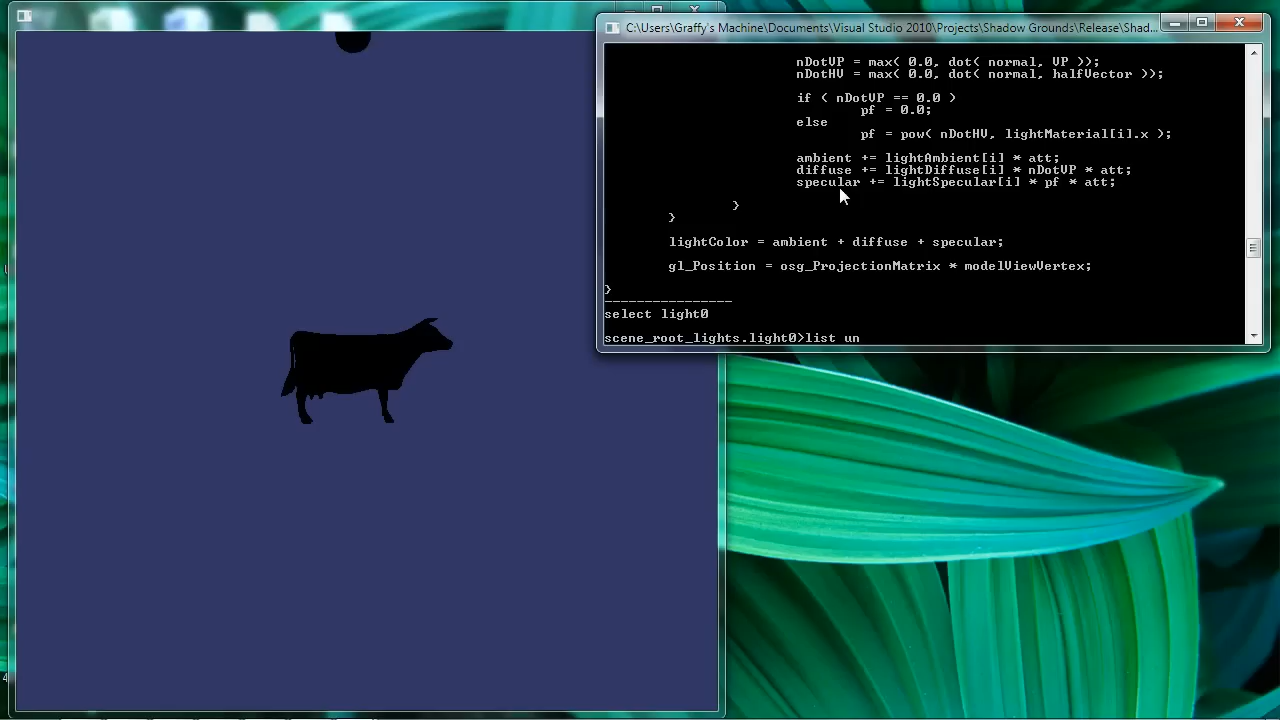 C:\Users\Graffy's Machine\Documents\Visual Studio 2010\Projects\Shadow Grounds\Release\Shad...
nDotVP = max( 0.0, dot( normal, VP ));
nDotHV = max( 0.0, dot( normal, halfVector ));
if ( nDotVP == 0.0 )
pf = 0.0;
else
pf = pow( nDotHV, lightMaterial[i].x );
ambient += lightAmbient[i] * att;
diffuse += lightDiffuse[i] * nDotVP * att;
specular += lightSpecular[i] * pf * att;
}
}
lightColor = ambient + diffuse + specular;
gl_Position = osg_ProjectionMatrix * modelViewVertex;
}
----------------
select light0
scene_root_lights.light0>list un
4